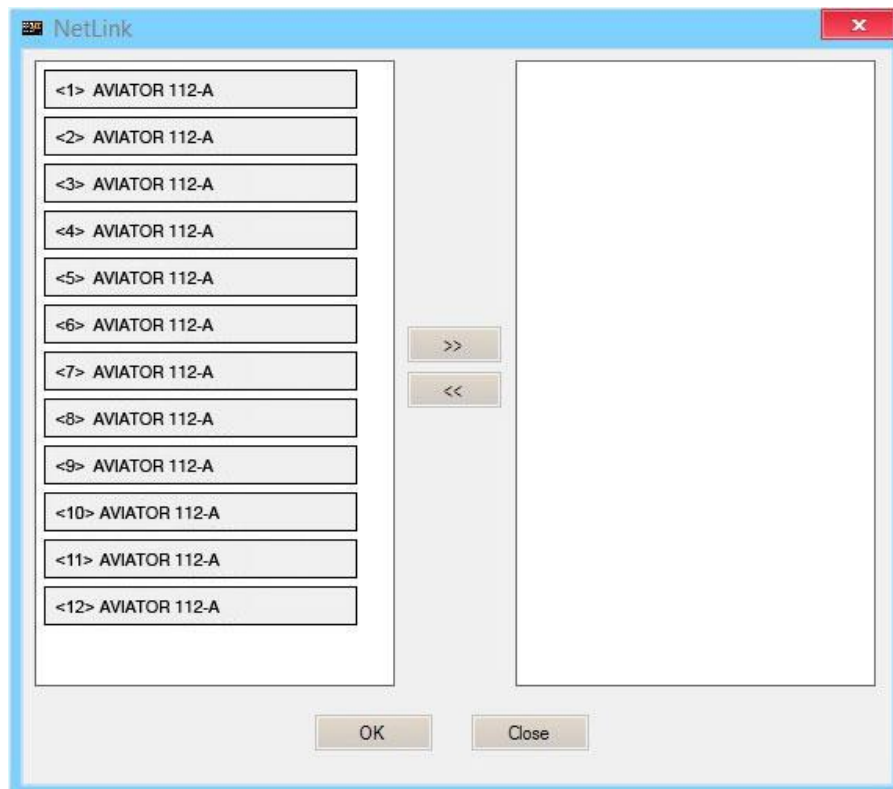 NetLink
<1> AVIATOR 112-A
<2> AVIATOR 112-A
<3> AVIATOR 112-A
<4> AVIATOR 112-A
<5> AVIATOR 112-A
<6> AVIATOR 112-A
<7> AVIATOR 112-A
<8> AVIATOR 112-A
<9> AVIATOR 112-A
<10> AVIATOR 112-A
<11> AVIATOR 112-A
<12> AVIATOR 112-A
>>
<<
OK
Close